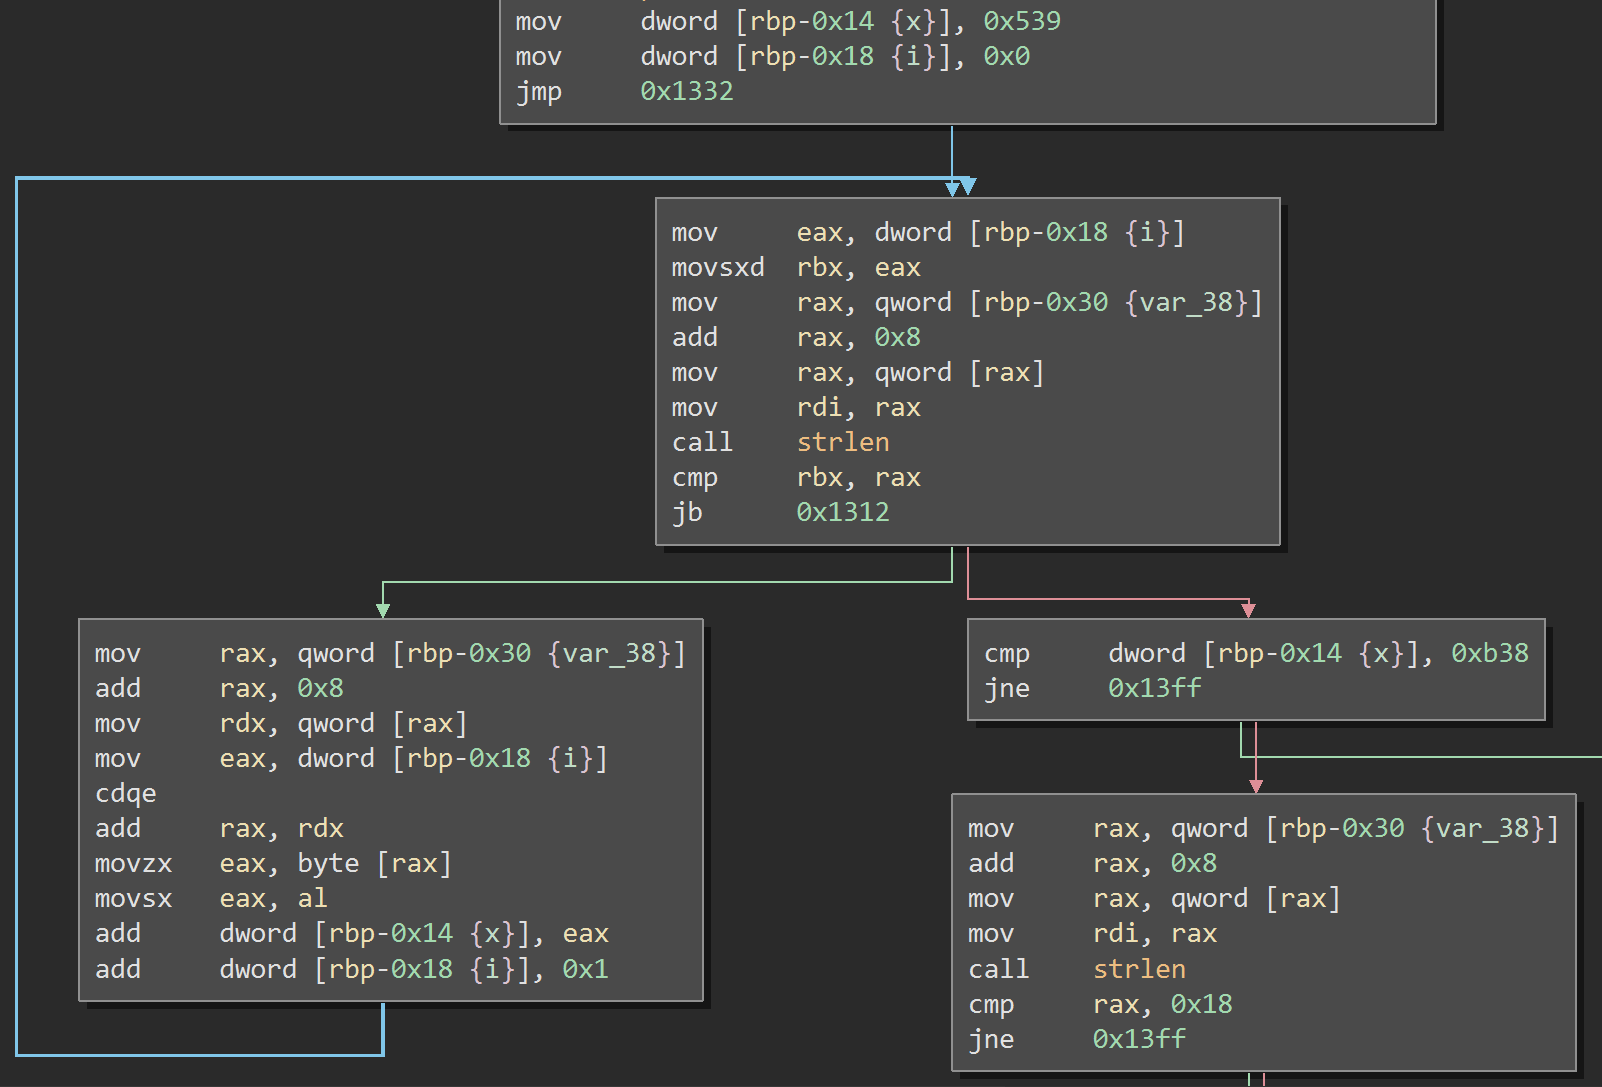 mov dword [rbp-0x14 {x}], 0x539
mov dword [rbp-0x18 {i}], 0x0
jmp 0x1332
mov eax, dword [rbp-0x18 {i}]
movsxd rbx, eax
mov rax, qword [rbp-0x30 {var_38}]
add rax, 0x8
mov rax, qword [rax]
mov rdi, rax
call strlen
cmp rbx, rax
jb 0x1312
mov rax, qword [rbp-0x30 {var_38}]
add rax, 0x8
mov rdx, qword [rax]
mov eax, dword [rbp-0x18 {i}]
cdqe
add rax, rdx
movzx eax, byte [rax]
movsx eax, al
add dword [rbp-0x14 {x}], eax
add dword [rbp-0x18 {i}], 0x1
cmp dword [rbp-0x14 {x}], 0xb38
jne 0x13ff
mov rax, qword [rbp-0x30 {var_38}]
add rax, 0x8
mov rax, qword [rax]
mov rdi, rax
call strlen
cmp rax, 0x18
jne 0x13ff